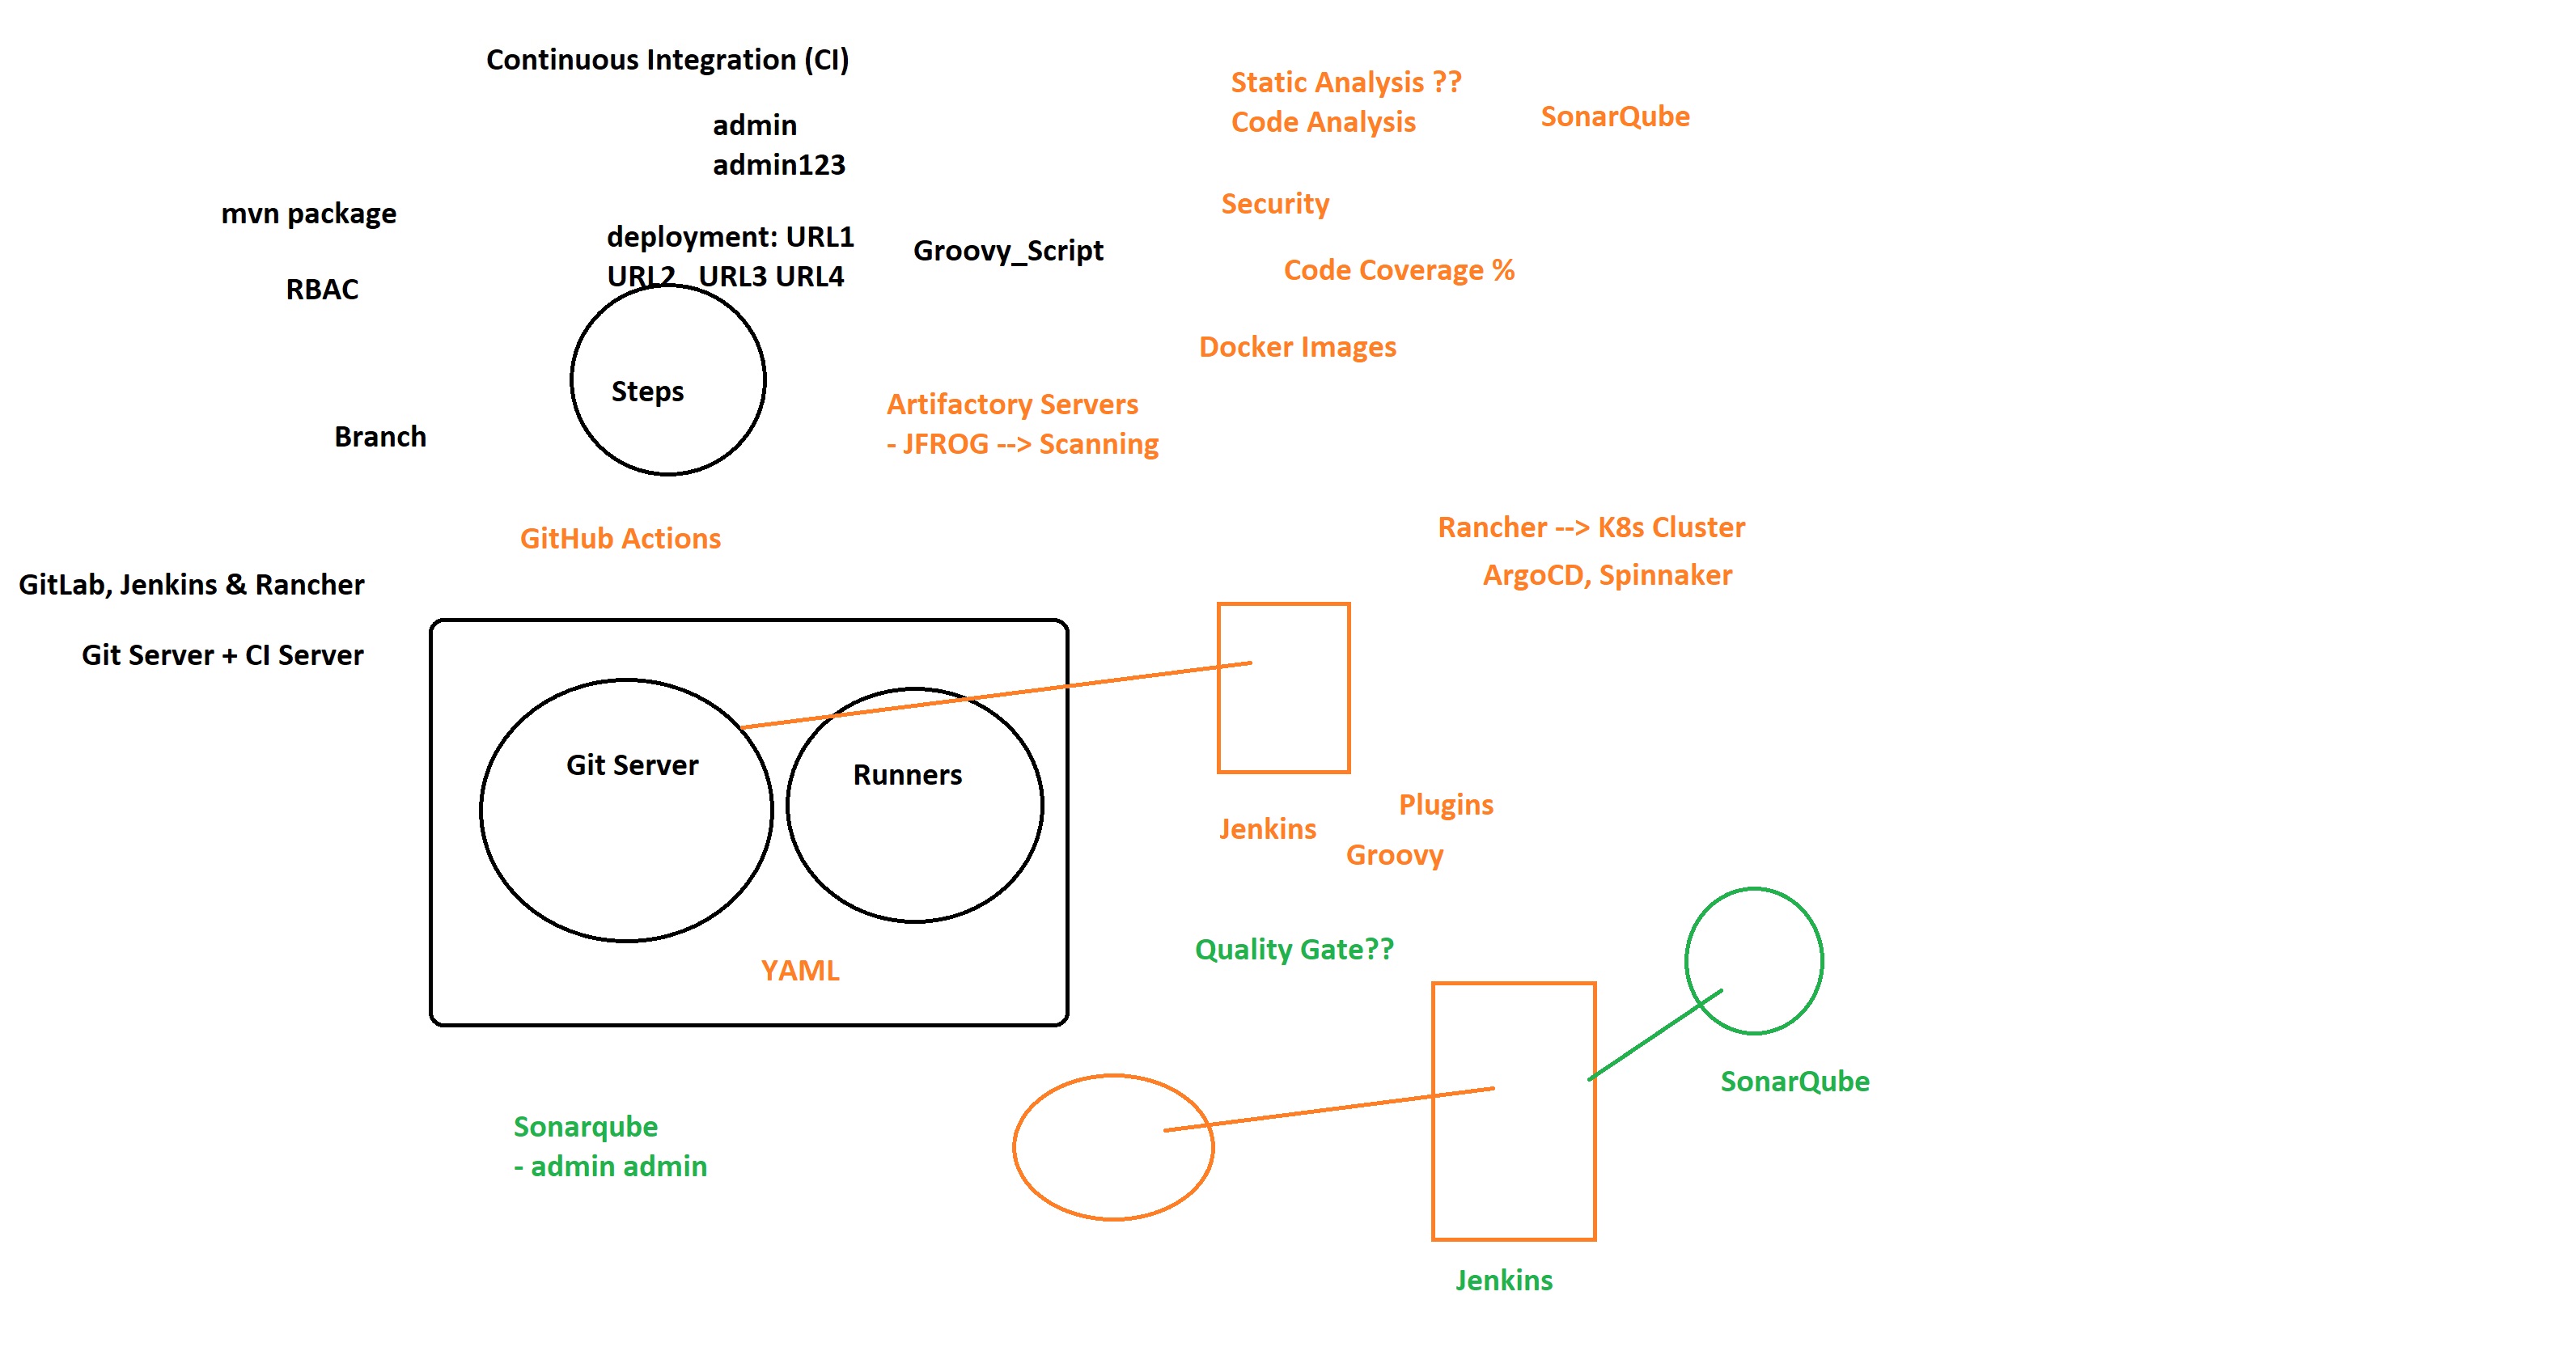 Continuous Integration (CI)
admin
admin123
mvn package
deployment: URL1
URL2 URL3 URL4
Groovy_Script
RBAC
Steps
Branch
Static Analysis ??
Code Analysis
SonarQube
Security
Code Coverage %
Docker Images
Artifactory Servers
- JFROG --> Scanning
GitHub Actions
Rancher --> K8s Cluster
ArgoCD, Spinnaker
GitLab, Jenkins & Rancher
Git Server + CI Server
Git Server
Runners
YAML
Jenkins
Plugins
Groovy
Quality Gate??
SonarQube
Jenkins
Sonarqube
- admin admin